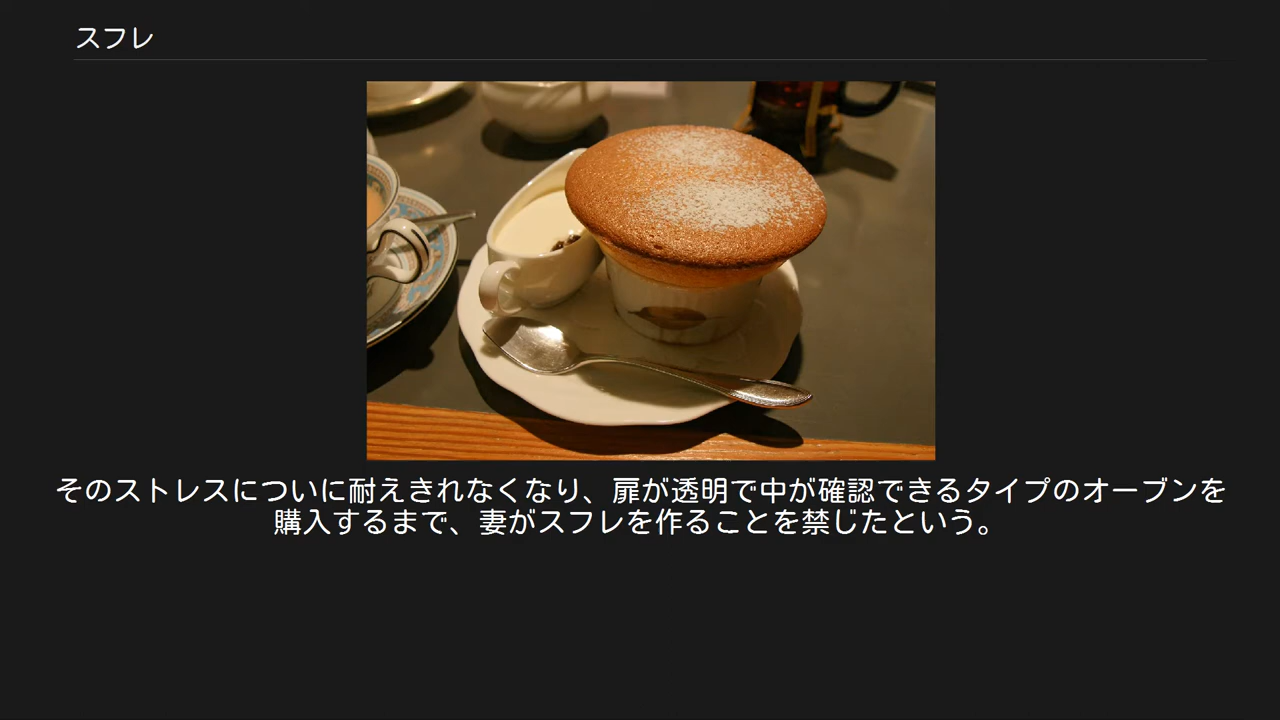 スフレ
そのストレスについに耐えきれなくなり、扉が透明で中が確認できるタイプのオーブンを
購入するまで、妻がスフレを作ることを禁じたという。